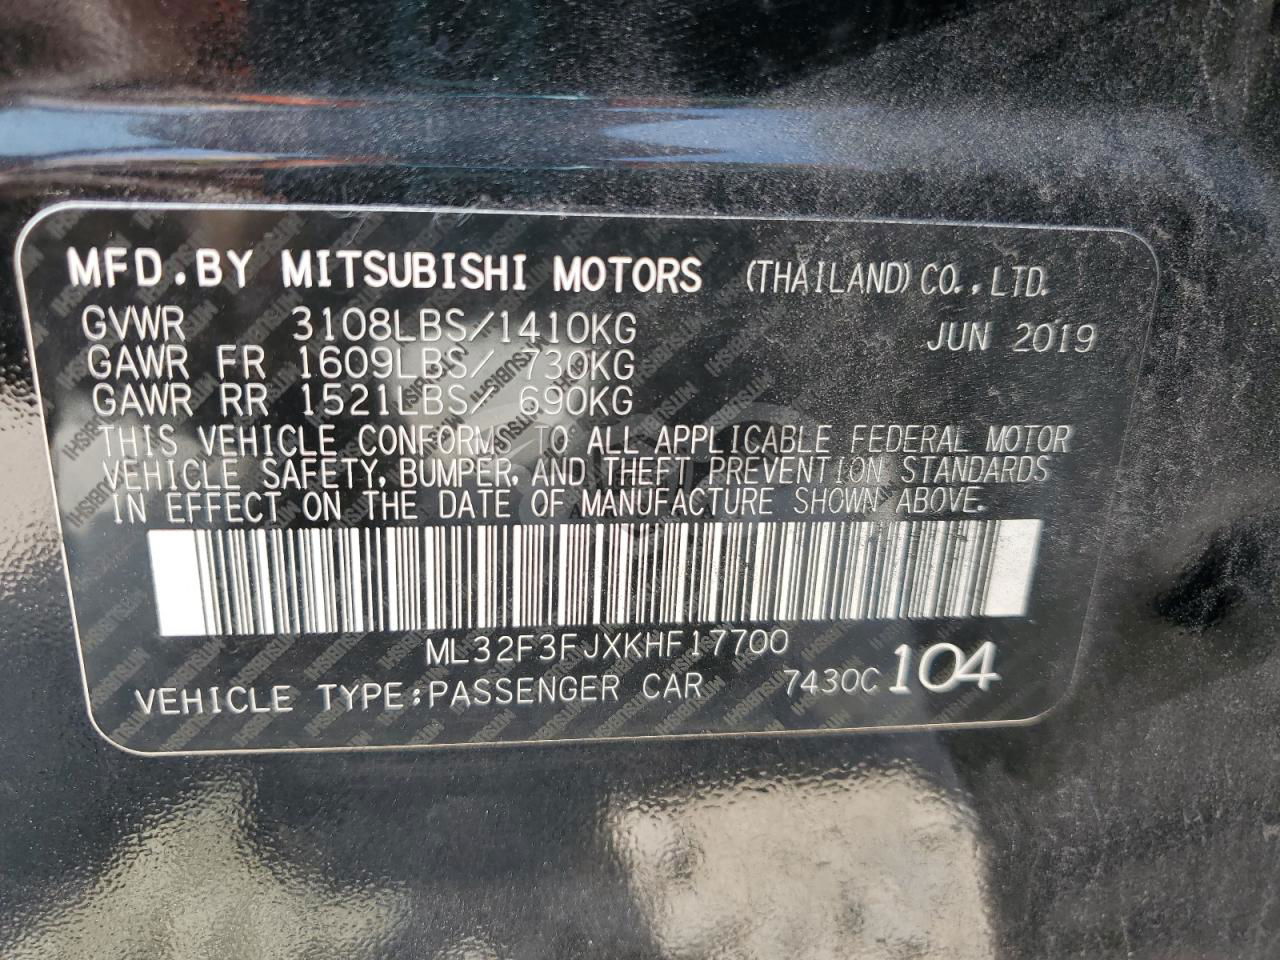 MFD.BY MITSUBISHI MOTORS (THAILAND) CO.,LTD.
GVWR 3108LBS/1410KG JUN 2019
GAWR FR 1609LBS/ 730KG
GAWR RR 1521LBS/ 690KG
THIS VEHICLE CONFORMS TO ALL APPLICABLE FEDERAL MOTOR
VEHICLE SAFETY, BUMPER, AND THEFT PREVENTION STANDARDS
IN EFFECT ON THE DATE OF MANUFACTURE SHOWN ABOVE.
ML32F3FJXKHF17700
VEHICLE TYPE:PASSENGER CAR 7430C 104